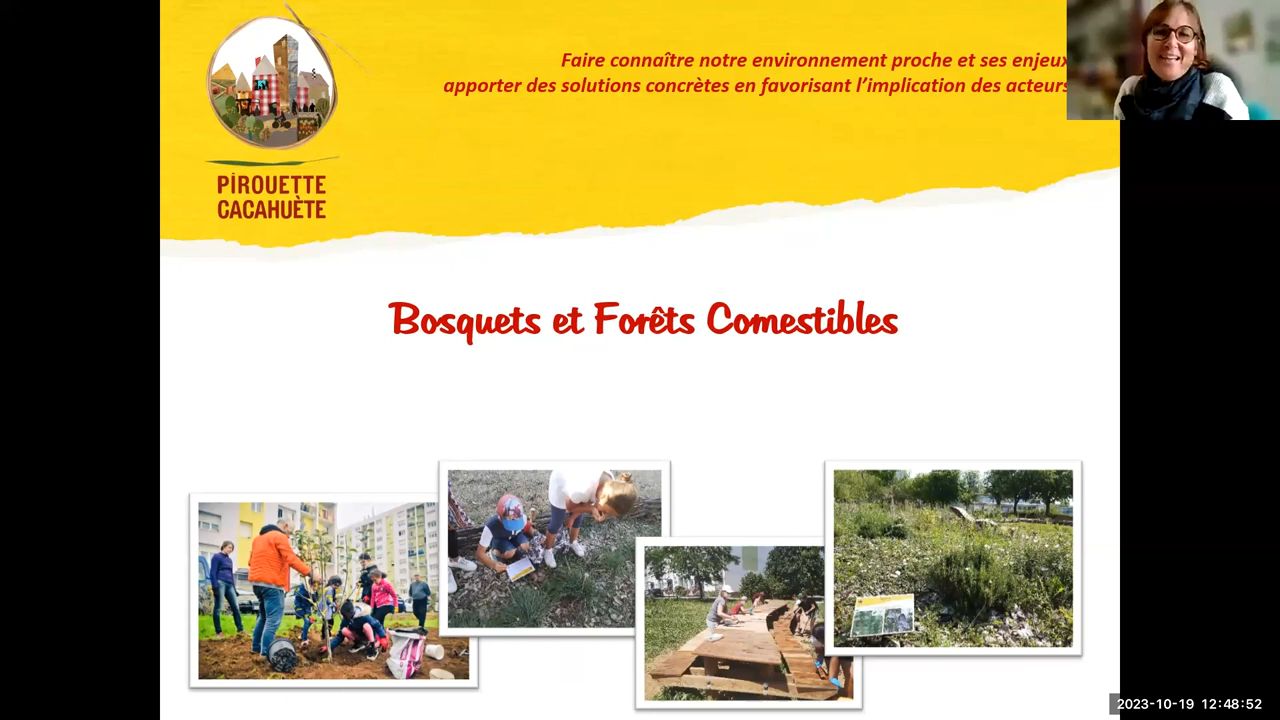 Faire connaître notre environnement proche et ses enjeux
apporter des solutions concrètes en favorisant l’implication des acteurs
PIROUETTE
CACAHUÈTE
Bosquets et Forêts Comestibles
2023-10-19 12:48:52